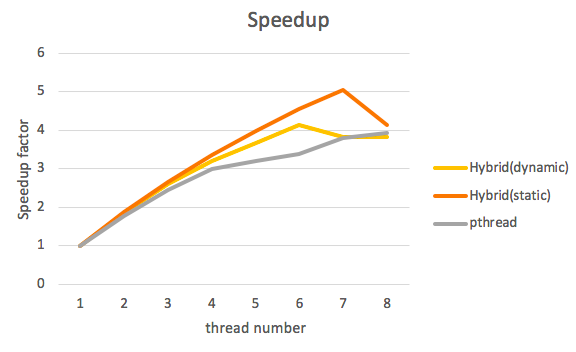 Speedup
6
5
4
3
2
1
0
Speedup factor
1 2 3 4 5 6 7 8
thread number
Hybrid(dynamic)
Hybrid(static)
pthread